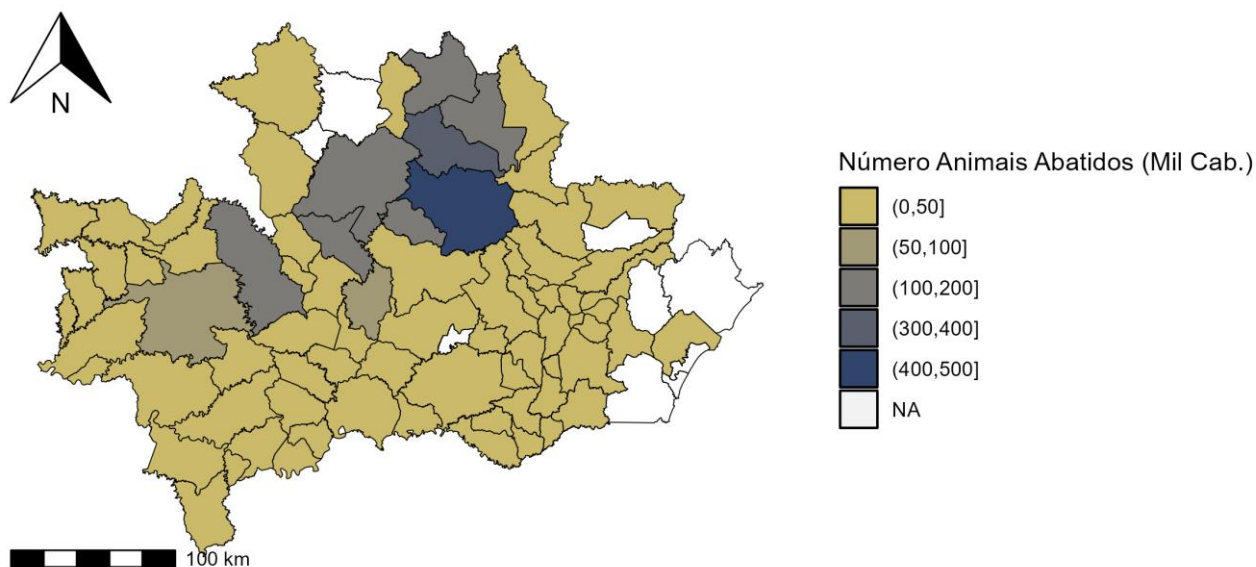 N
Número Animais Abatidos (Mil Cab.)
(0,50]
(50,100]
(100,200]
(300,400]
(400,500]
NA
100 km